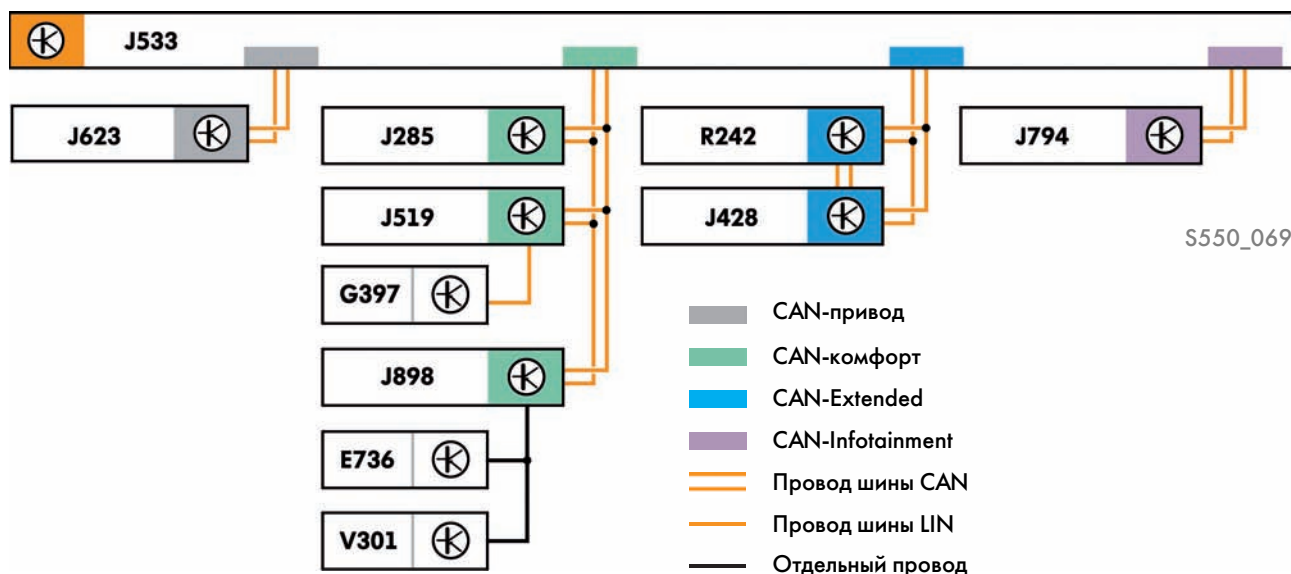 J533
J623
J285
R242
J794
J519
J428
S550_069
G397
J898
E736
V301
CAN-привод
CAN-комфорт
CAN-Extended
CAN-Infotainment
Провод шины CAN
Провод шины LIN
Отдельный провод